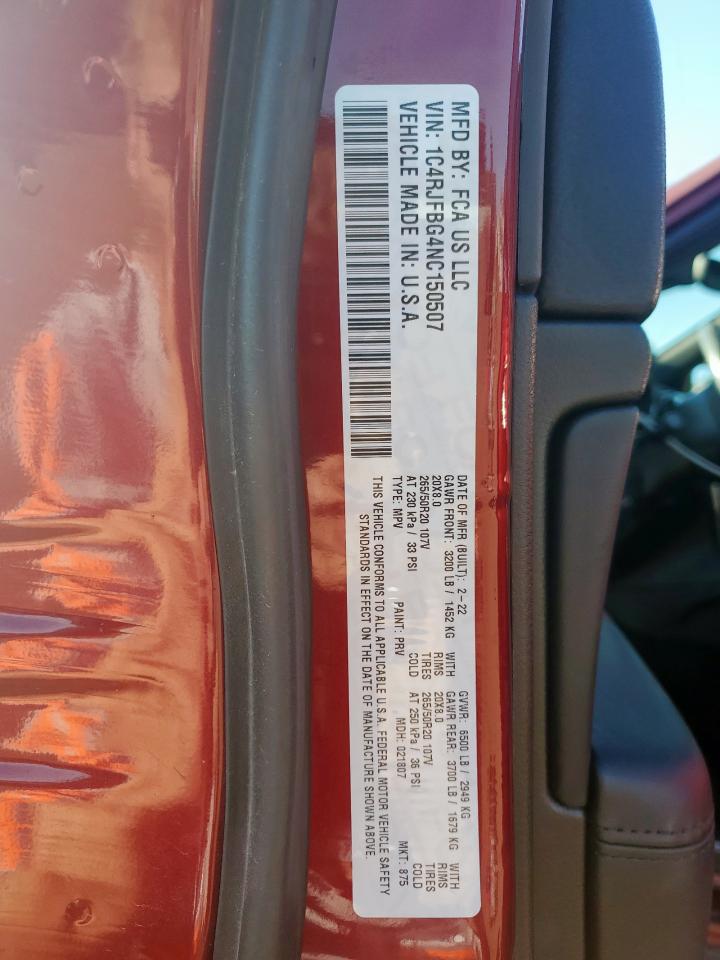 MFD BY: FCA US LLC
VIN: 1C4RJFBG4NC150507
VEHICLE MADE IN: U.S.A.
DATE OF MFR (BUILT): 2-22 GVWR: 6500 LB / 2949 KG
GAWR FRONT: 3200 LB / 1452 KG WITH GAWR REAR: 3700 LB / 1679 KG WITH
20X8.0 RIMS 20X8.0 RIMS
265/50R20 107V TIRES 265/50R20 107V TIRES
AT 230 kPa / 33 PSI COLD AT 250 kPa / 36 PSI COLD
TYPE: MPV PAINT: PRV MDH: 021807 MKT: 875
THIS VEHICLE CONFORMS TO ALL APPLICABLE U.S.A. FEDERAL MOTOR VEHICLE SAFETY
STANDARDS IN EFFECT ON THE DATE OF MANUFACTURE SHOWN ABOVE.